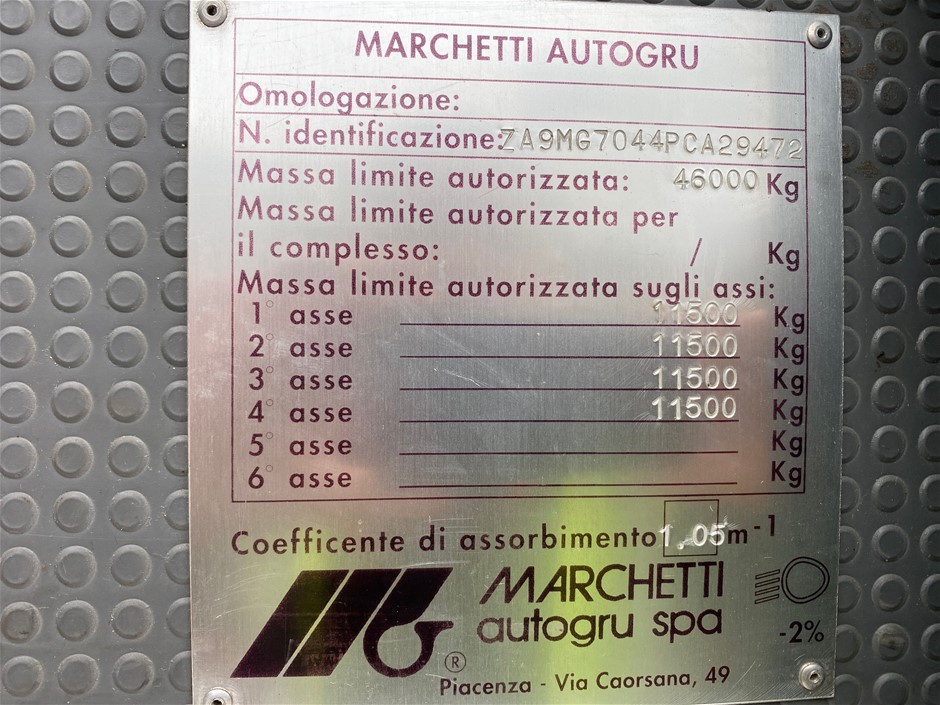 MARCHETTI AUTOGRU
Omologazione:
N. identificazione: ZA9MG7044PCA29472
Massa limite autorizzata: 46000 Kg
Massa limite autorizzata per
il complesso: / Kg
Massa limite autorizzata sugli assi:
1° asse 11500 Kg
2° asse 11500 Kg
3° asse 11500 Kg
4° asse 11500 Kg
5° asse Kg
6° asse Kg
Coefficente di assorbimento 1.05 m-1
MARCHETTI
autogru spa
-2%
®
Piacenza - Via Caorsana, 49